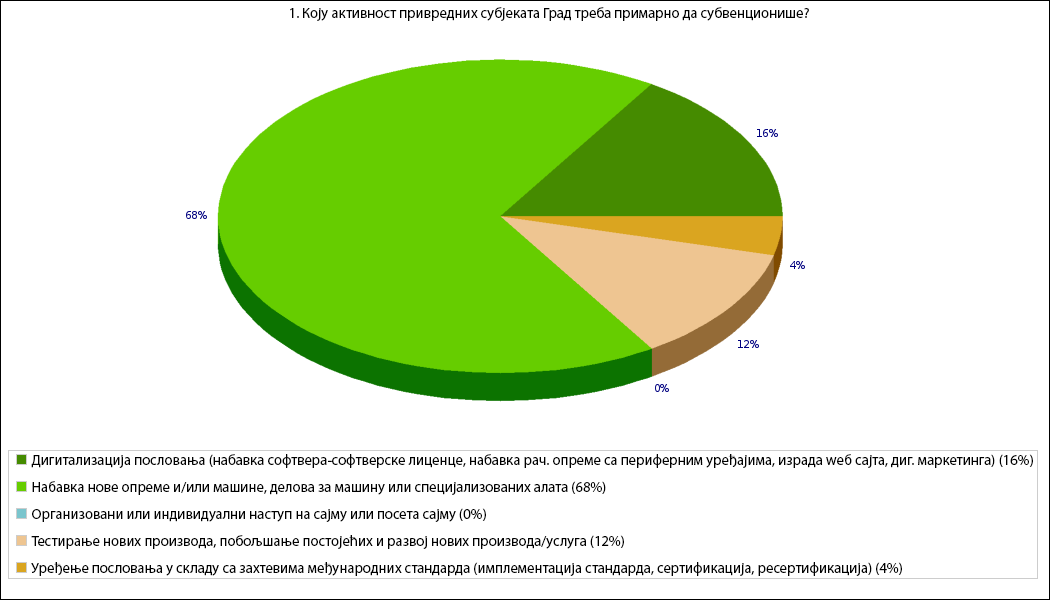 1. Коју активност привредних субјеката Град треба примарно да субвенционише?
16%
68%
4%
12%
0%
Дигитализација пословања (набавка софтвера-софтверске лиценце, набавка рач. опреме са периферним уређајима, израда wеб сајта, диг. маркетинга) (16%)
Набавка нове опреме и/или машине, делова за машину или специјализованих алата (68%)
Организовани или индивидуални наступ на сајму или посета сајму (0%)
Тестирање нових производа, побољшање постојећих и развој нових производа/услуга (12%)
Уређење пословања у складу са захтевима међународних стандарда (имплементација стандарда, сертификација, ресертификација) (4%)